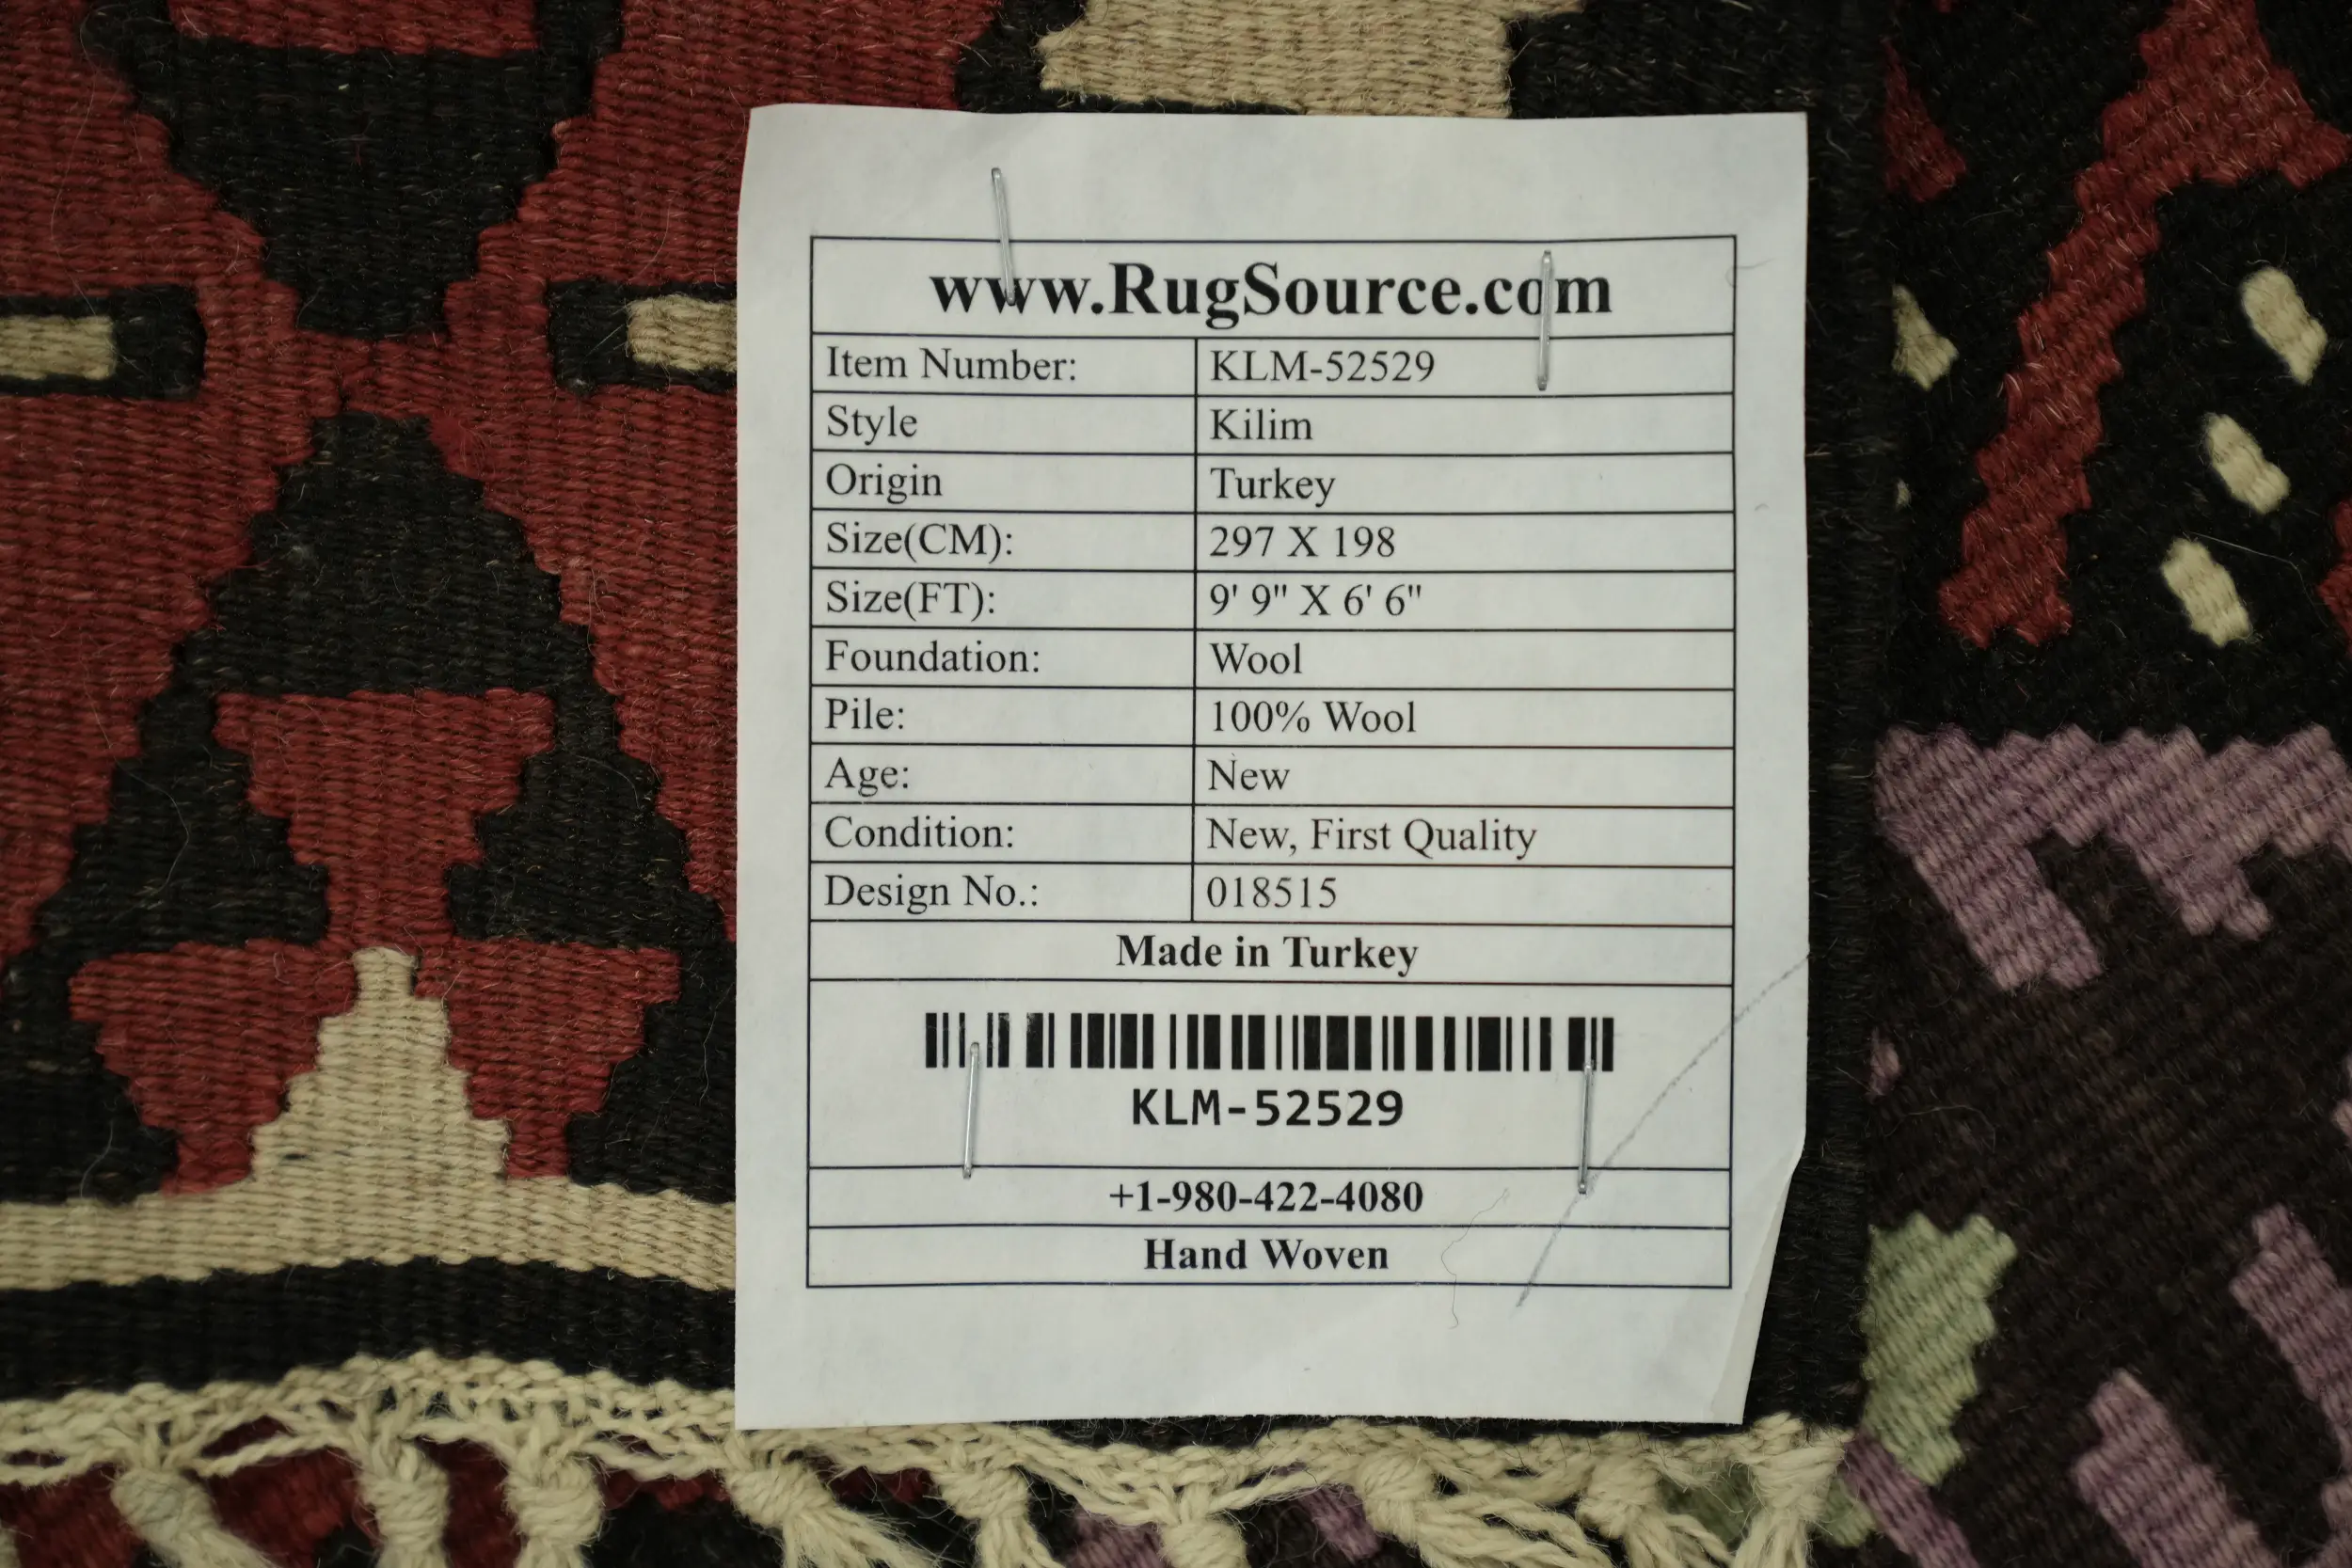 www.RugSource.com
Item Number: KLM-52529
Style Kilim
Origin Turkey
Size(CM): 297 X 198
Size(FT): 9' 9" X 6' 6"
Foundation: Wool
Pile: 100% Wool
Age: New
Condition: New, First Quality
Design No.: 018515
Made in Turkey
KLM-52529
+1-980-422-4080
Hand Woven